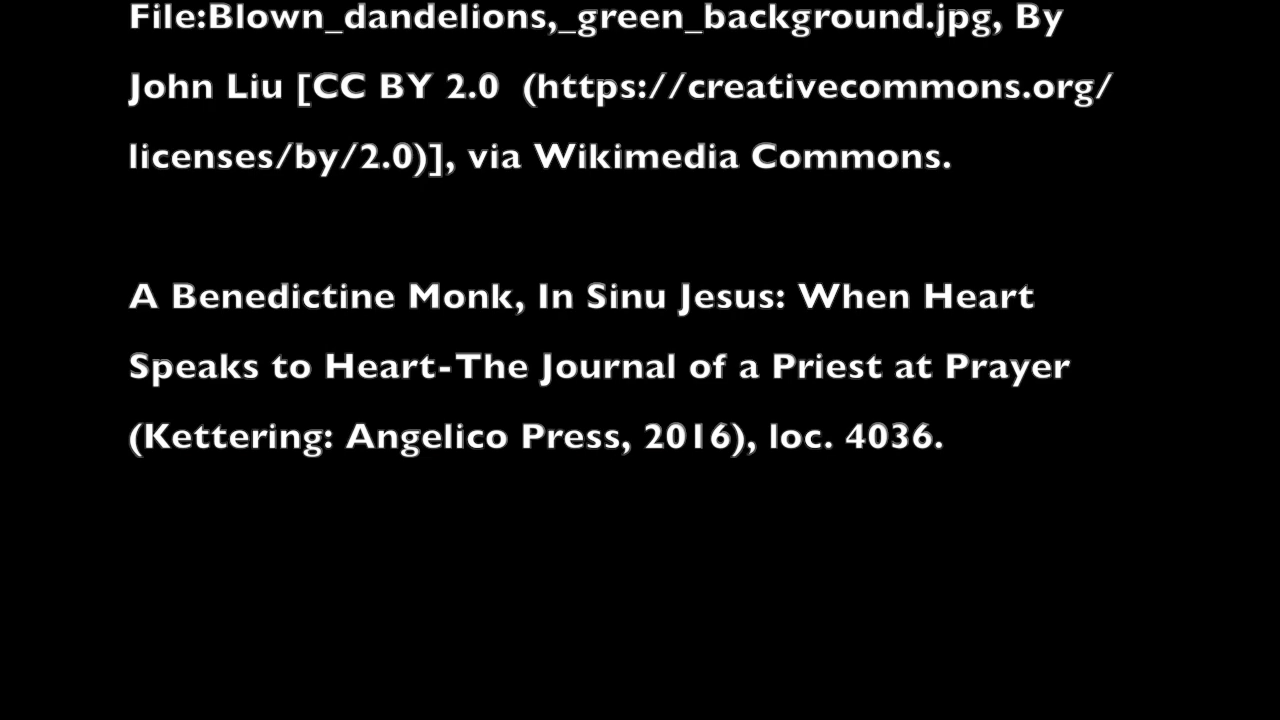 File:Blown_dandelions,_green_background.jpg, By
John Liu [CC BY 2.0  (https://creativecommons.org/
licenses/by/2.0)], via Wikimedia Commons.
A Benedictine Monk, In Sinu Jesus: When Heart
Speaks to Heart-The Journal of a Priest at Prayer
(Kettering: Angelico Press, 2016), loc. 4036.